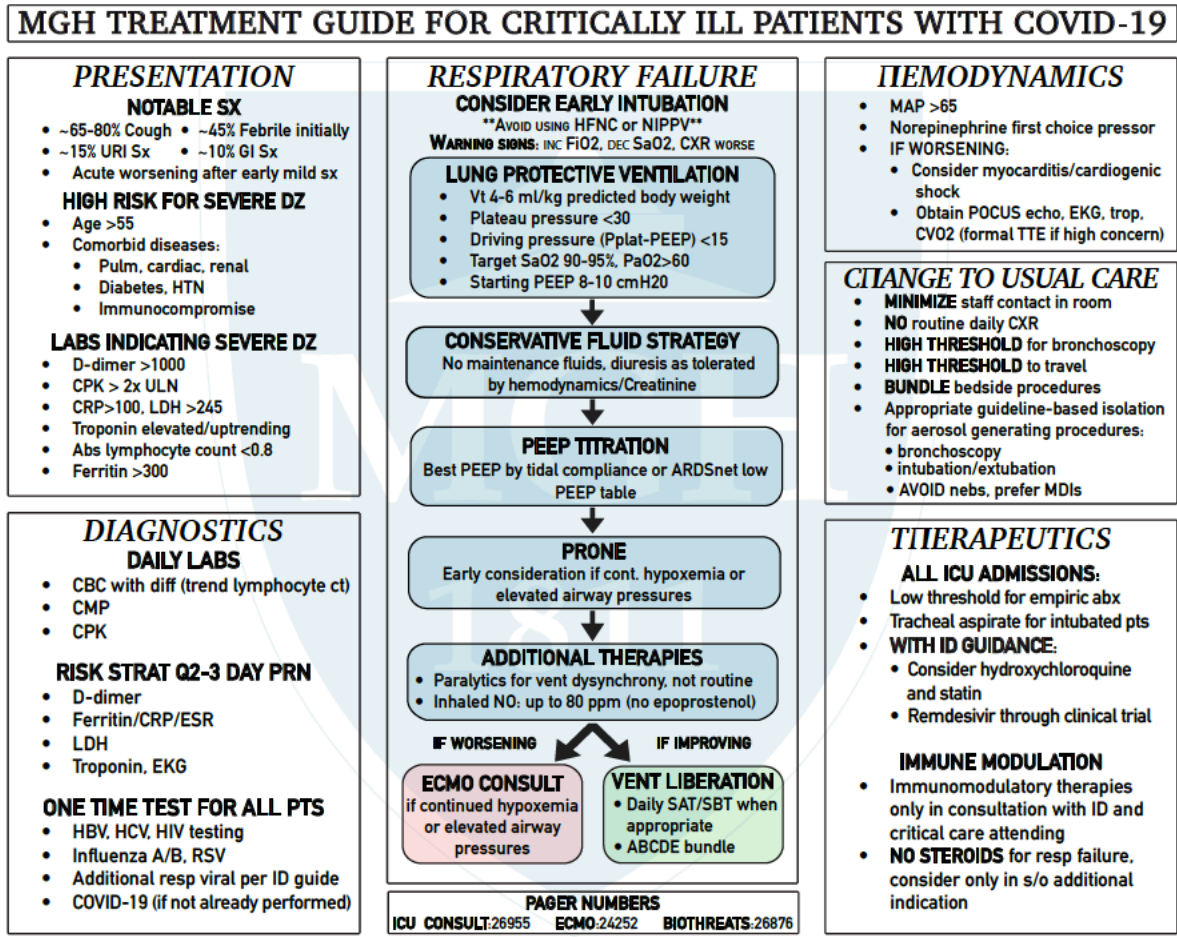 MGH TREATMENT GUIDE FOR CRITICALLY ILL PATIENTS WITH COVID-19
PRESENTATION
NOTABLE SX
• ~65-80% Cough • ~45% Febrile initially
• ~15% URI Sx • ~10% GI Sx
• Acute worsening after early mild sx
HIGH RISK FOR SEVERE DZ
• Age >55
• Comorbid diseases:
• Pulm, cardiac, renal
• Diabetes, HTN
• Immunocompromise
LABS INDICATING SEVERE DZ
• D-dimer >1000
• CPK > 2x ULN
• CRP>100, LDH >245
• Troponin elevated/uptrending
• Abs lymphocyte count <0.8
• Ferritin >300
DIAGNOSTICS
DAILY LABS
• CBC with diff (trend lymphocyte ct)
• CMP
• CPK
RISK STRAT Q2-3 DAY PRN
• D-dimer
• Ferritin/CRP/ESR
• LDH
• Troponin, EKG
ONE TIME TEST FOR ALL PTS
• HBV, HCV, HIV testing
• Influenza A/B, RSV
• Additional resp viral per ID guide
• COVID-19 (if not already performed)
RESPIRATORY FAILURE
CONSIDER EARLY INTUBATION
**AVOID USING HFNC OR NIPPV**
WARNING SIGNS: INC FiO2, DEC SaO2, CXR WORSE
LUNG PROTECTIVE VENTILATION
• Vt 4-6 ml/kg predicted body weight
• Plateau pressure <30
• Driving pressure (Pplat-PEEP) <15
• Target SaO2 90-95%, PaO2>60
• Starting PEEP 8-10 cmH20
CONSERVATIVE FLUID STRATEGY
No maintenance fluids, diuresis as tolerated
by hemodynamics/Creatinine
PEEP TITRATION
Best PEEP by tidal compliance or ARDSnet low
PEEP table
PRONE
Early consideration if cont. hypoxemia or
elevated airway pressures
ADDITIONAL THERAPIES
• Paralytics for vent dysynchrony, not routine
• Inhaled NO: up to 80 ppm (no epoprostenol)
IF WORSENING
IF IMPROVING
ECMO CONSULT
if continued hypoxemia
or elevated airway
pressures
VENT LIBERATION
• Daily SAT/SBT when
appropriate
• ABCDE bundle
PAGER NUMBERS
ICU CONSULT:26955 ECMO:24252 BIOTHREATS:26876
HEMODYNAMICS
• MAP >65
• Norepinephrine first choice pressor
• IF WORSENING:
• Consider myocarditis/cardiogenic
shock
• Obtain POCUS echo, EKG, trop,
CVO2 (formal TTE if high concern)
CHANGE TO USUAL CARE
• MINIMIZE staff contact in room
• NO routine daily CXR
• HIGH THRESHOLD for bronchoscopy
• HIGH THRESHOLD to travel
• BUNDLE bedside procedures
• Appropriate guideline-based isolation
for aerosol generating procedures:
• bronchoscopy
• intubation/extubation
• AVOID nebs, prefer MDIs
THERAPEUTICS
ALL ICU ADMISSIONS:
• Low threshold for empiric abx
• Tracheal aspirate for intubated pts
• WITH ID GUIDANCE:
• Consider hydroxychloroquine
and statin
• Remdesivir through clinical trial
IMMUNE MODULATION
• Immunomodulatory therapies
only in consultation with ID and
critical care attending
• NO STEROIDS for resp failure,
consider only in s/o additional
indication
MGH
1811